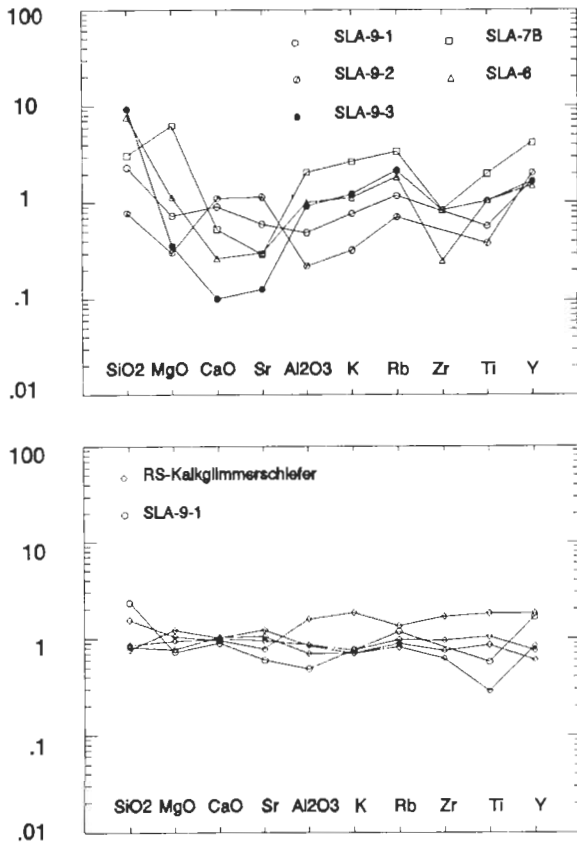 100
SLA-9-1 SLA-7B
SLA-9-2 SLA-6
SLA-9-3
10
1
.1
SiO2 MgO CaO Sr Al2O3 K Rb Zr Ti Y
.01
100
RS-Kalkglimmerschiefer
SLA-9-1
10
1
.1
SiO2 MgO CaO Sr Al2O3 K Rb Zr Ti Y
.01